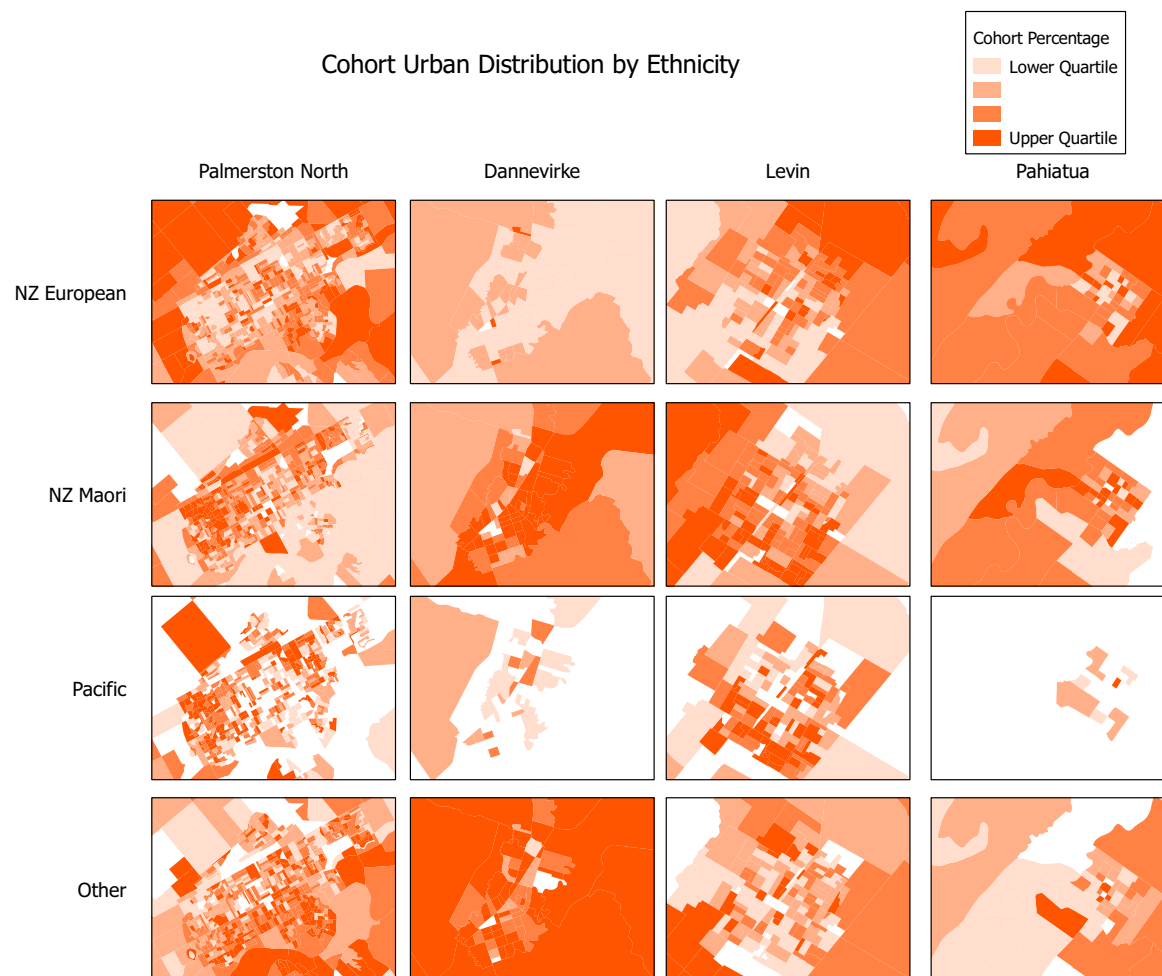 Cohort Urban Distribution by Ethnicity
Cohort Percentage
Lower Quartile
Upper Quartile
Palmerston North
Dannevirke
Levin
Pahiatua
NZ European
NZ Maori
Pacific
Other